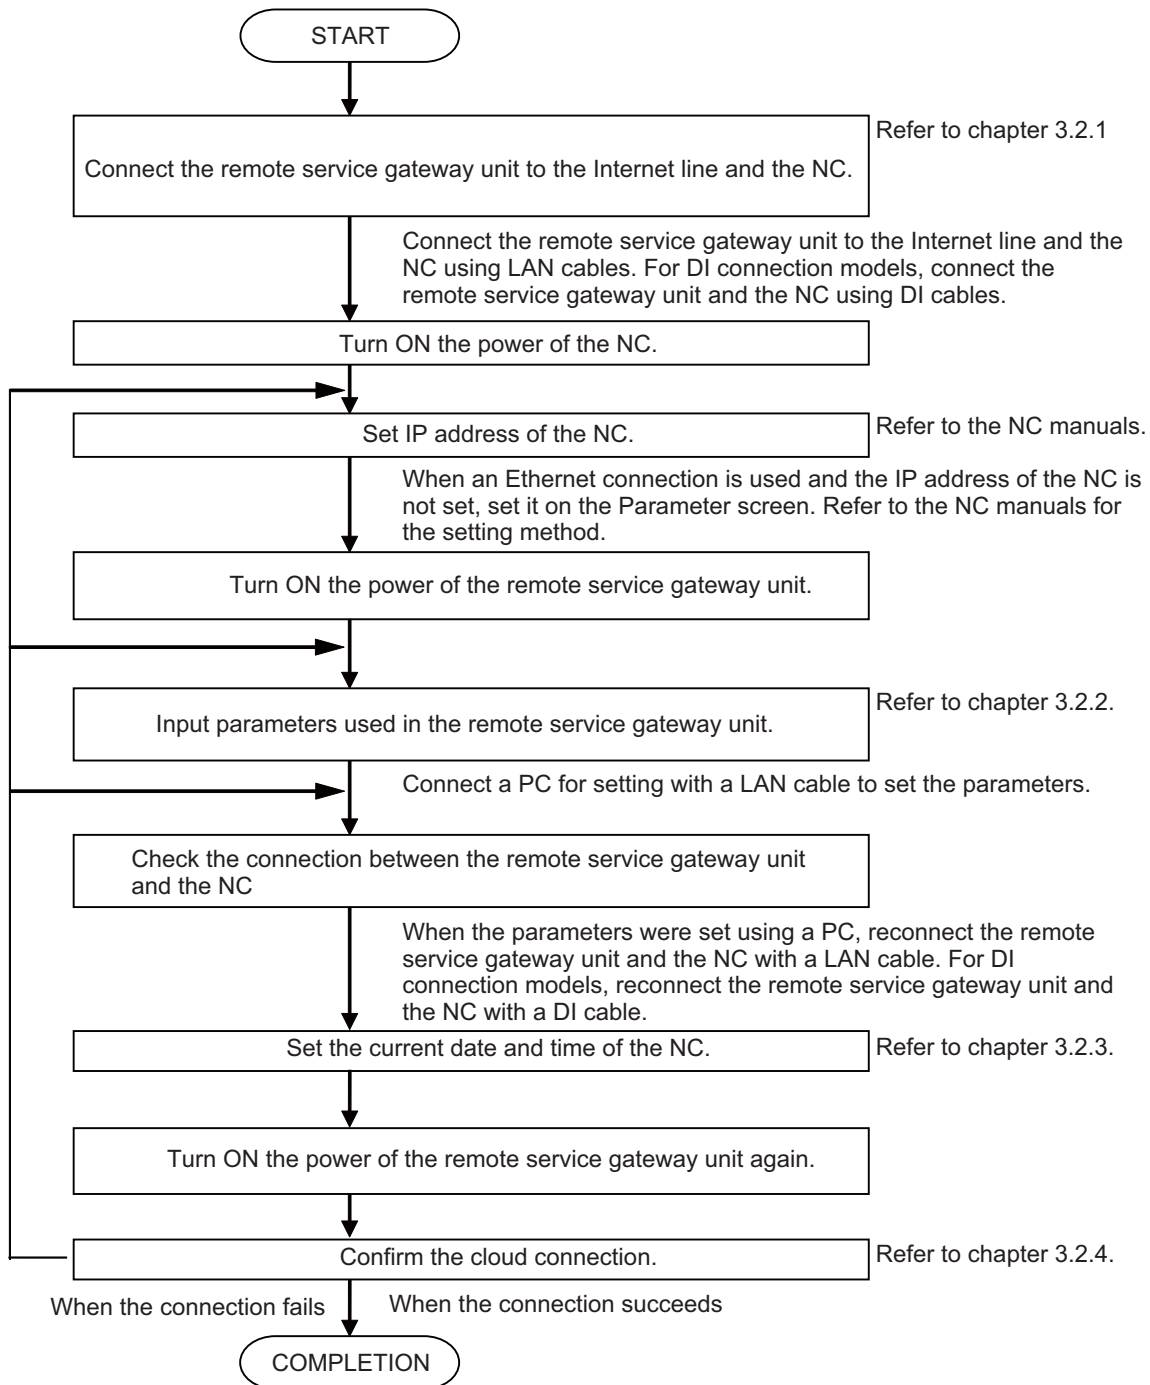 START
Refer to chapter 3.2.1
Connect the remote service gateway unit to the Internet line and the NC.
Connect the remote service gateway unit to the Internet line and the
NC using LAN cables. For DI connection models, connect the
remote service gateway unit and the NC using DI cables.
Turn ON the power of the NC.
Set IP address of the NC.
Refer to the NC manuals.
When an Ethernet connection is used and the IP address of the NC is
not set, set it on the Parameter screen. Refer to the NC manuals for
the setting method.
Turn ON the power of the remote service gateway unit.
Refer to chapter 3.2.2.
Input parameters used in the remote service gateway unit.
Connect a PC for setting with a LAN cable to set the parameters.
Check the connection between the remote service gateway unit
and the NC
When the parameters were set using a PC, reconnect the remote
service gateway unit and the NC with a LAN cable. For DI
connection models, reconnect the remote service gateway unit and
the NC with a DI cable.
Set the current date and time of the NC.
Refer to chapter 3.2.3.
Turn ON the power of the remote service gateway unit again.
Confirm the cloud connection.
Refer to chapter 3.2.4.
When the connection fails
When the connection succeeds
COMPLETION